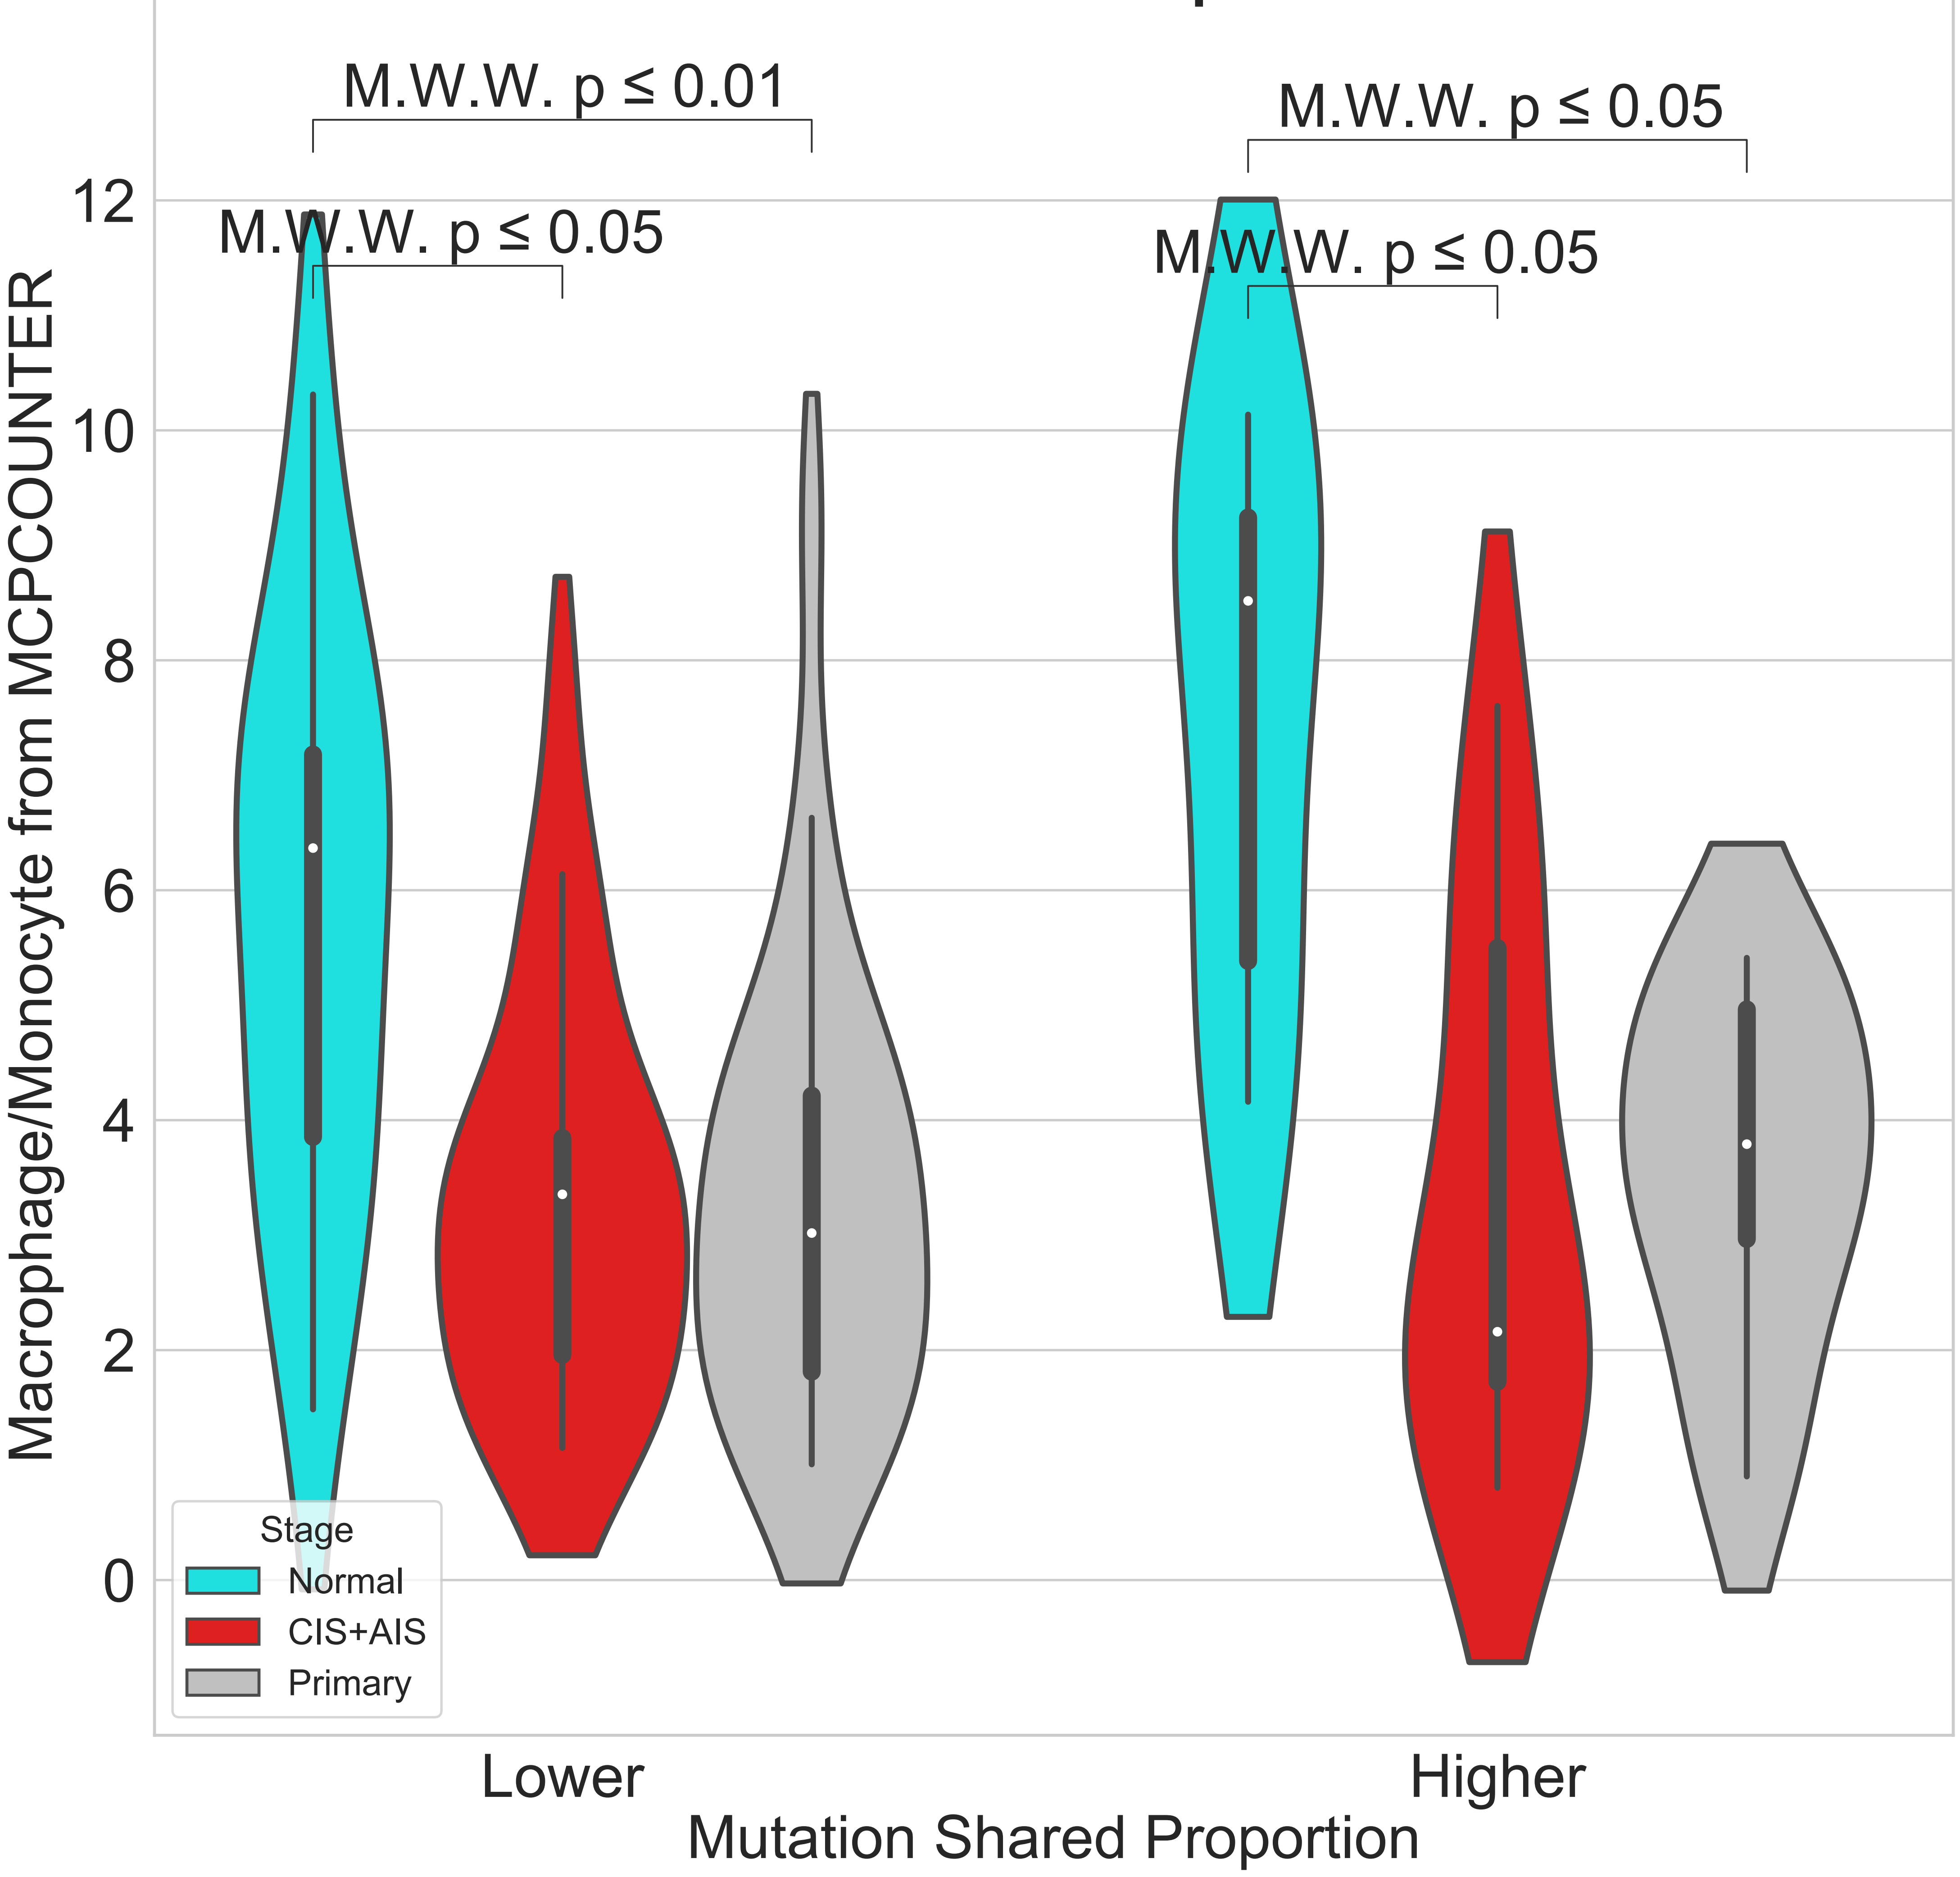 M.W.W. p ≤ 0.01
M.W.W. p ≤ 0.05
M.W.W. p ≤ 0.05
M.W.W. p ≤ 0.05
Macrophage/Monocyte from MCPCOUNTER
12
10
8
6
4
2
0
Stage
Normal
CIS+AIS
Primary
Lower
Higher
Mutation Shared Proportion